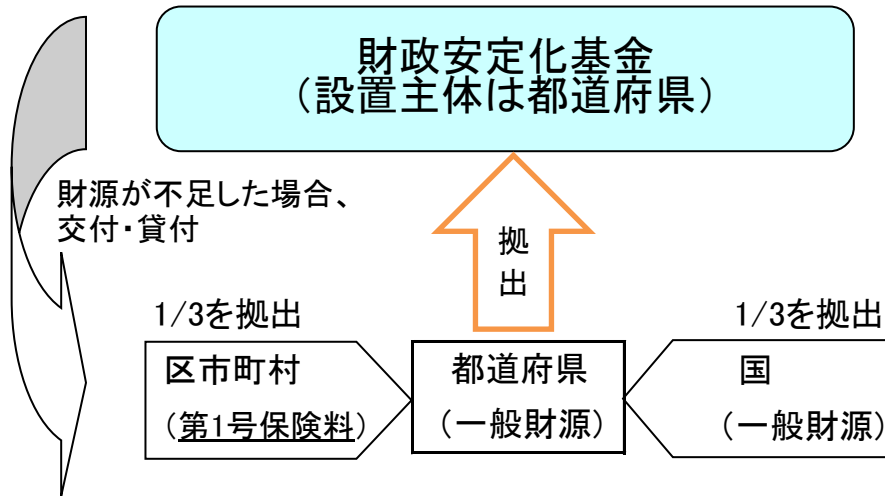 財政安定化基金
（設置主体は都道府県）
財源が不足した場合、
交付・貸付
拠
出
1/3を拠出
1/3を拠出
区市町村
（第1号保険料）
都道府県
（一般財源）
国
（一般財源）